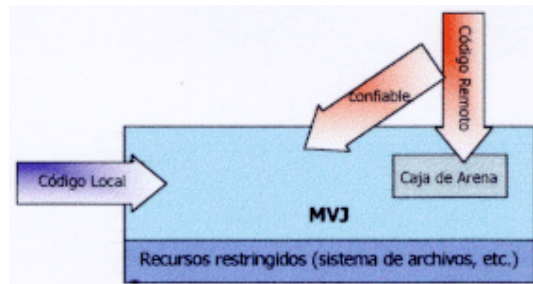 Código Remoto
confiable
Código Local
Caja de Arena
MVJ
Recursos restringidos (sistema de archivos, etc.)